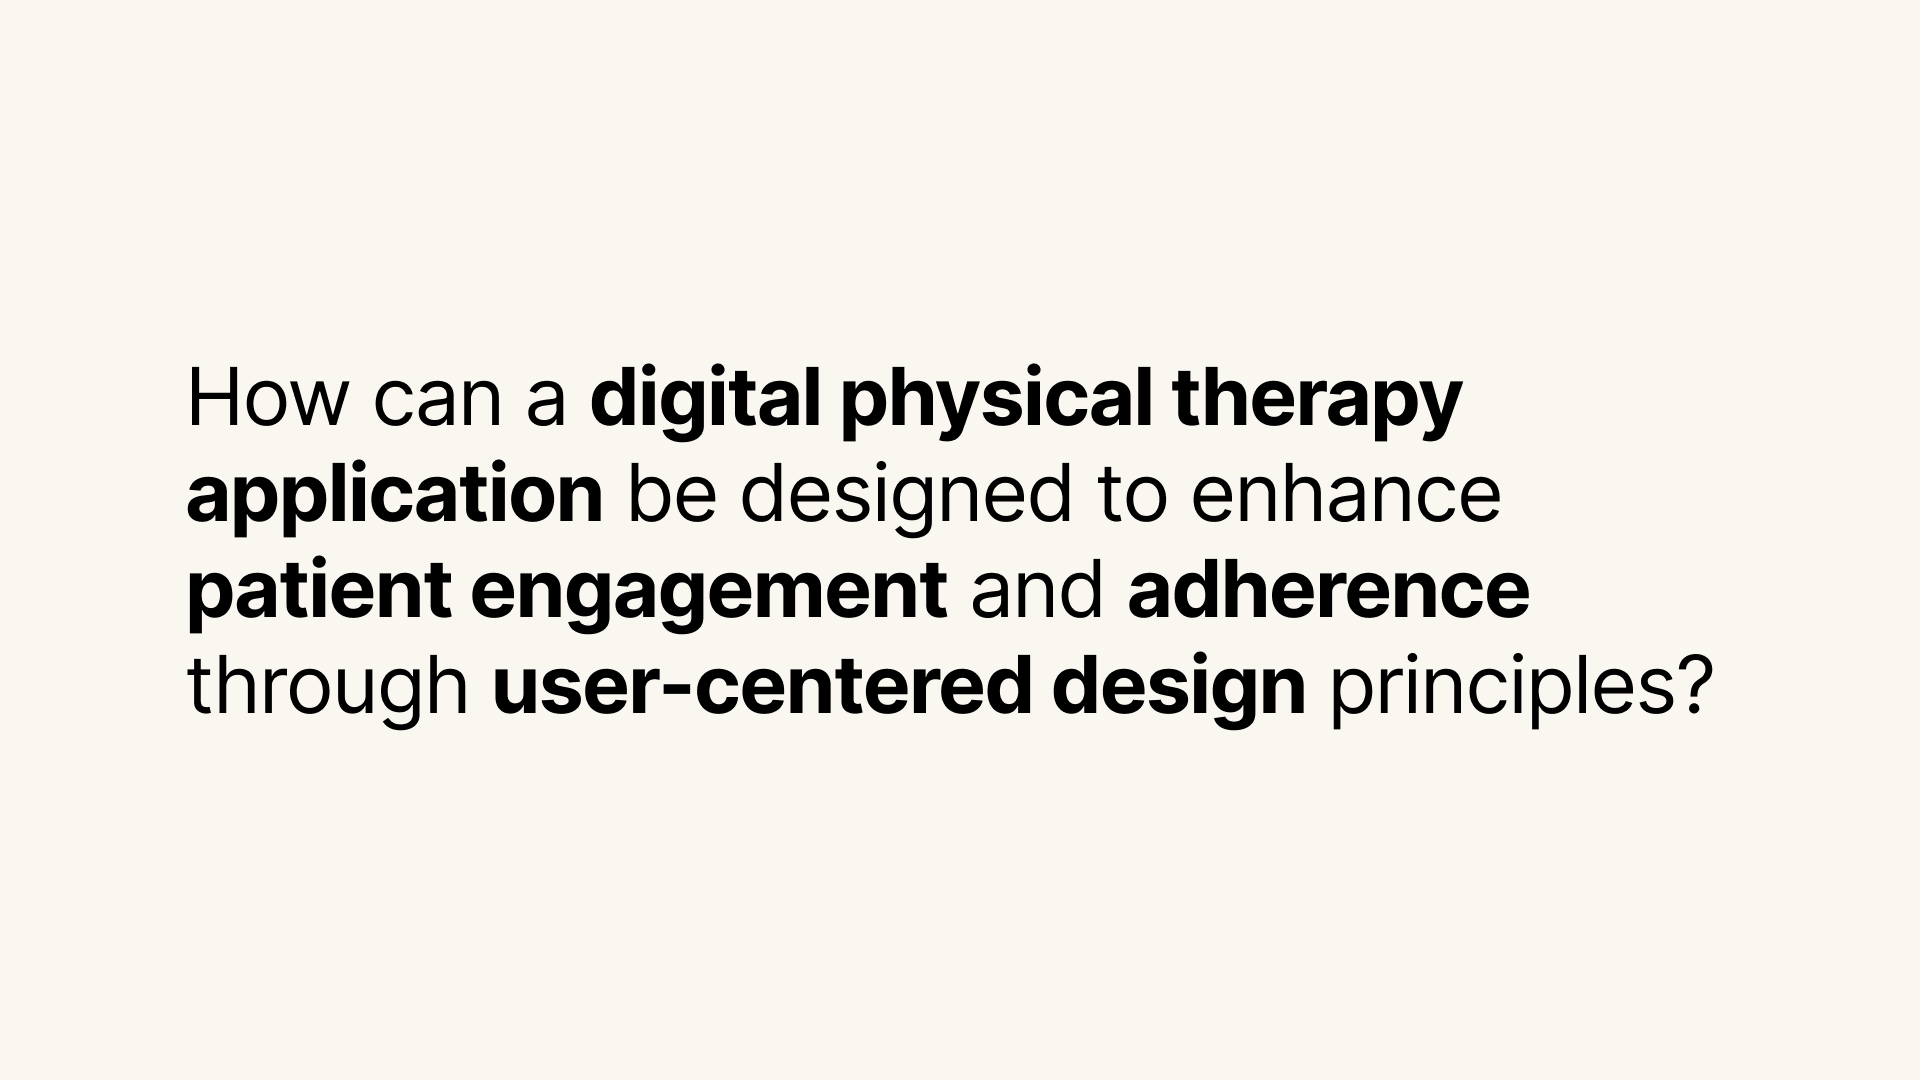 How can a digital physical therapy
application be designed to enhance
patient engagement and adherence
through user-centered design principles?